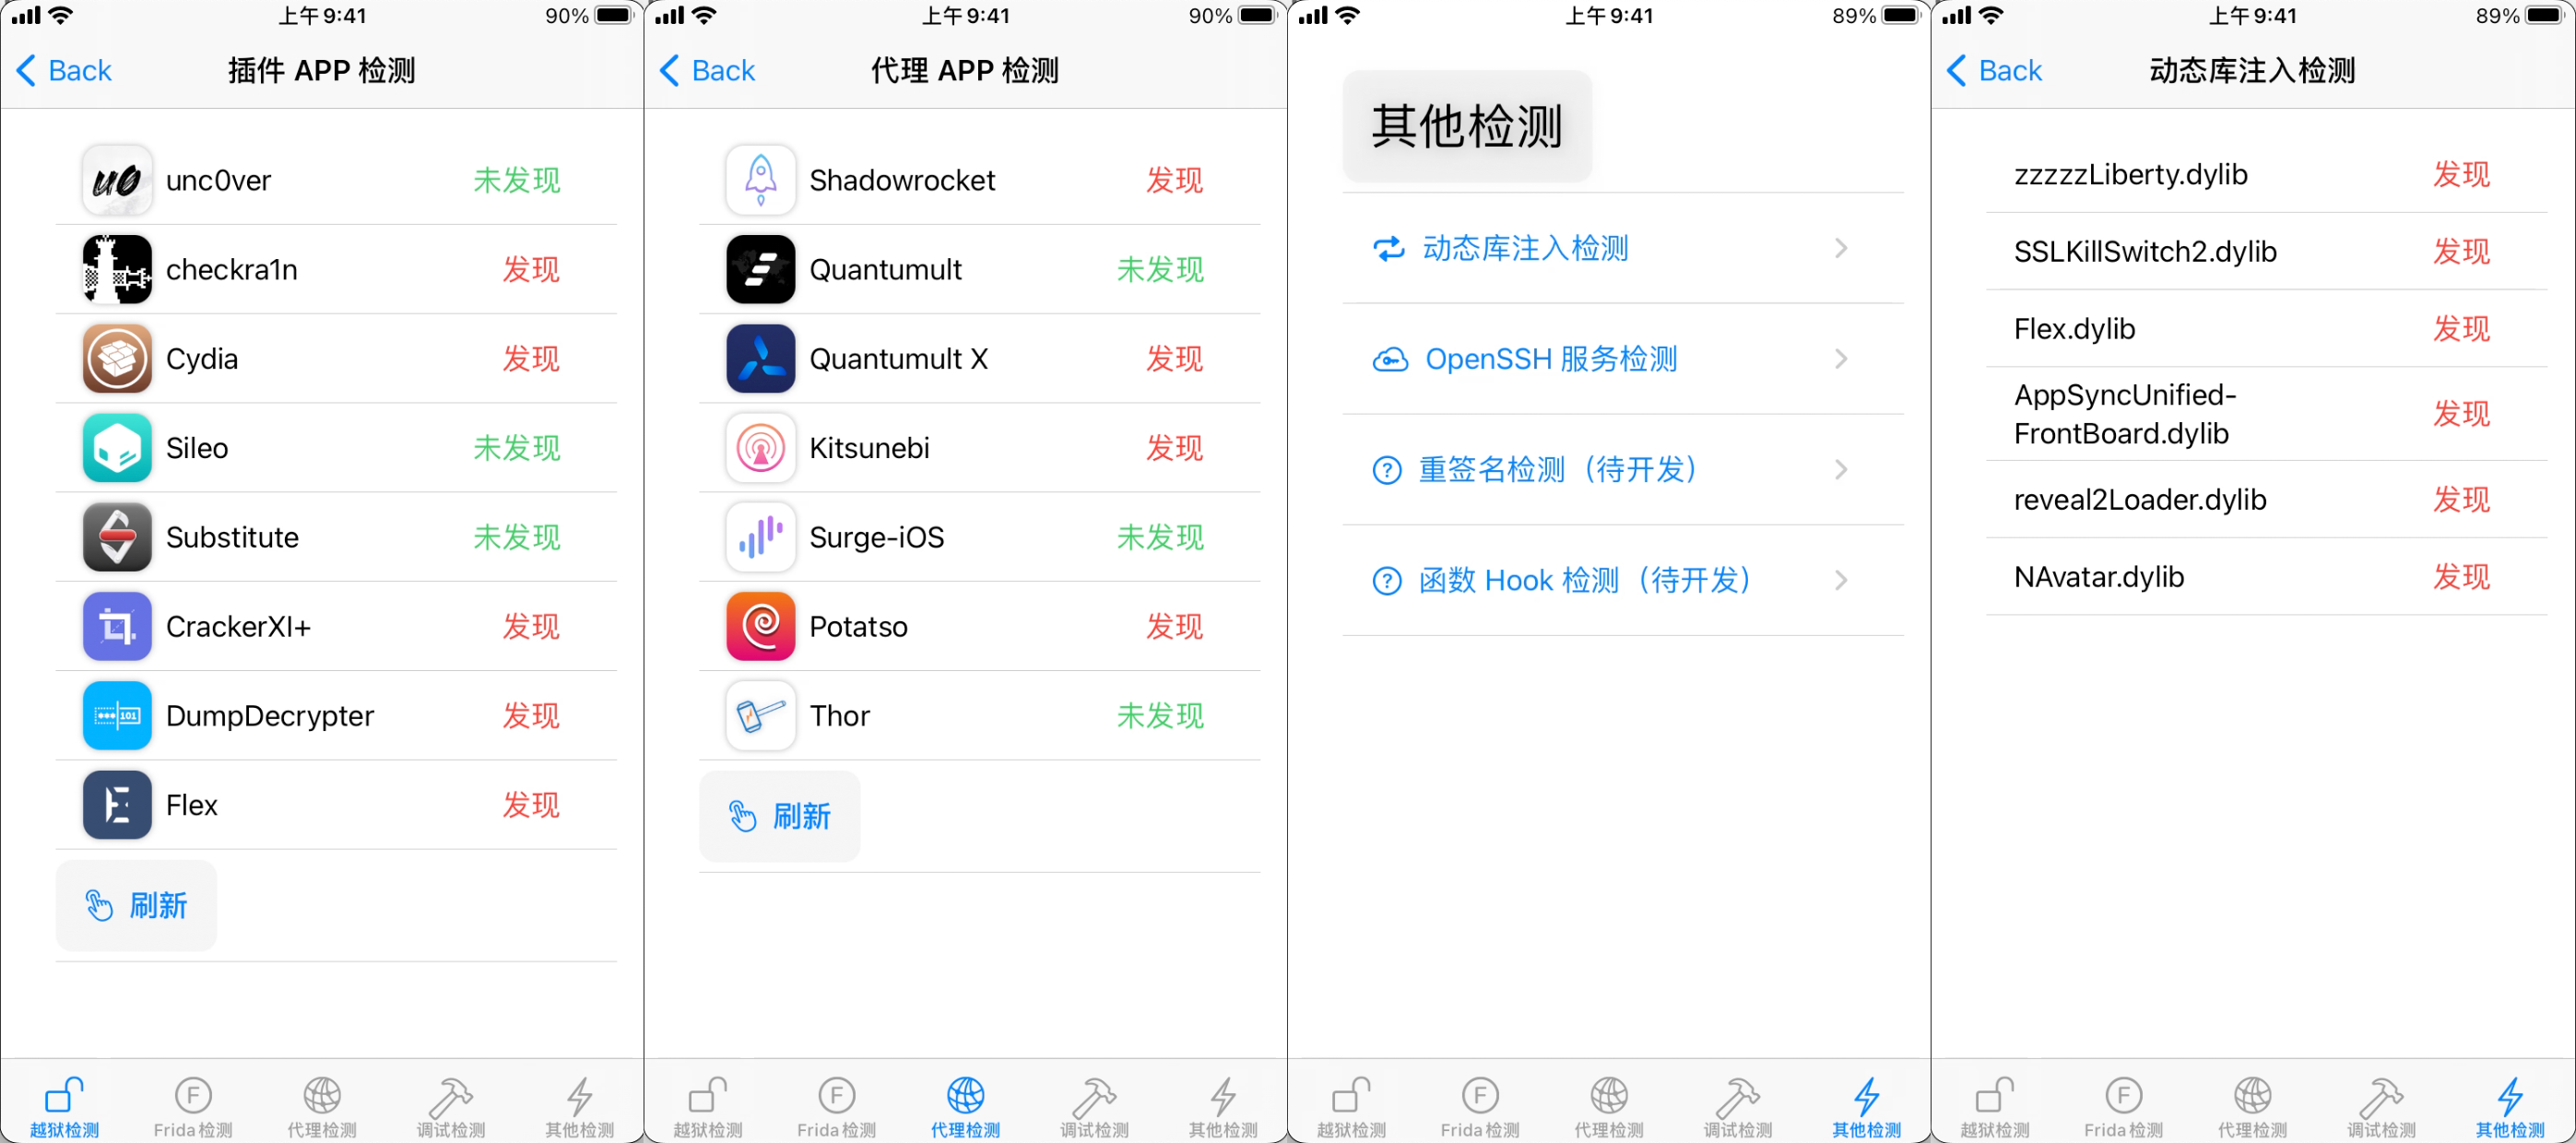 上午 9:41
90%
Back
插件 APP 检测
u0
unc0ver
未发现
checkra1n
发现
Cydia
发现
Sileo
未发现
Substitute
未发现
CrackerXI+
发现
101
DumpDecrypter
发现
Flex
发现
刷新
越狱检测
F
Frida 检测
代理检测
调试检测
其他检测
上午 9:41
90%
Back
代理 APP 检测
Shadowrocket
发现
Quantumult
未发现
Quantumult X
发现
Kitsunebi
发现
Surge-iOS
未发现
Potatso
发现
Thor
未发现
刷新
越狱检测
F
Frida 检测
代理检测
调试检测
其他检测
上午 9:41
89%
其他检测
动态库注入检测
OpenSSH 服务检测
? 重签名检测（待开发）
? 函数 Hook 检测（待开发）
越狱检测
F
Frida 检测
代理检测
调试检测
其他检测
上午 9:41
89%
Back
动态库注入检测
zzzzzLiberty.dylib
发现
SSLKillSwitch2.dylib
发现
Flex.dylib
发现
AppSyncUnified-
FrontBoard.dylib
发现
reveal2Loader.dylib
发现
NAvatar.dylib
发现
越狱检测
F
Frida 检测
代理检测
调试检测
其他检测